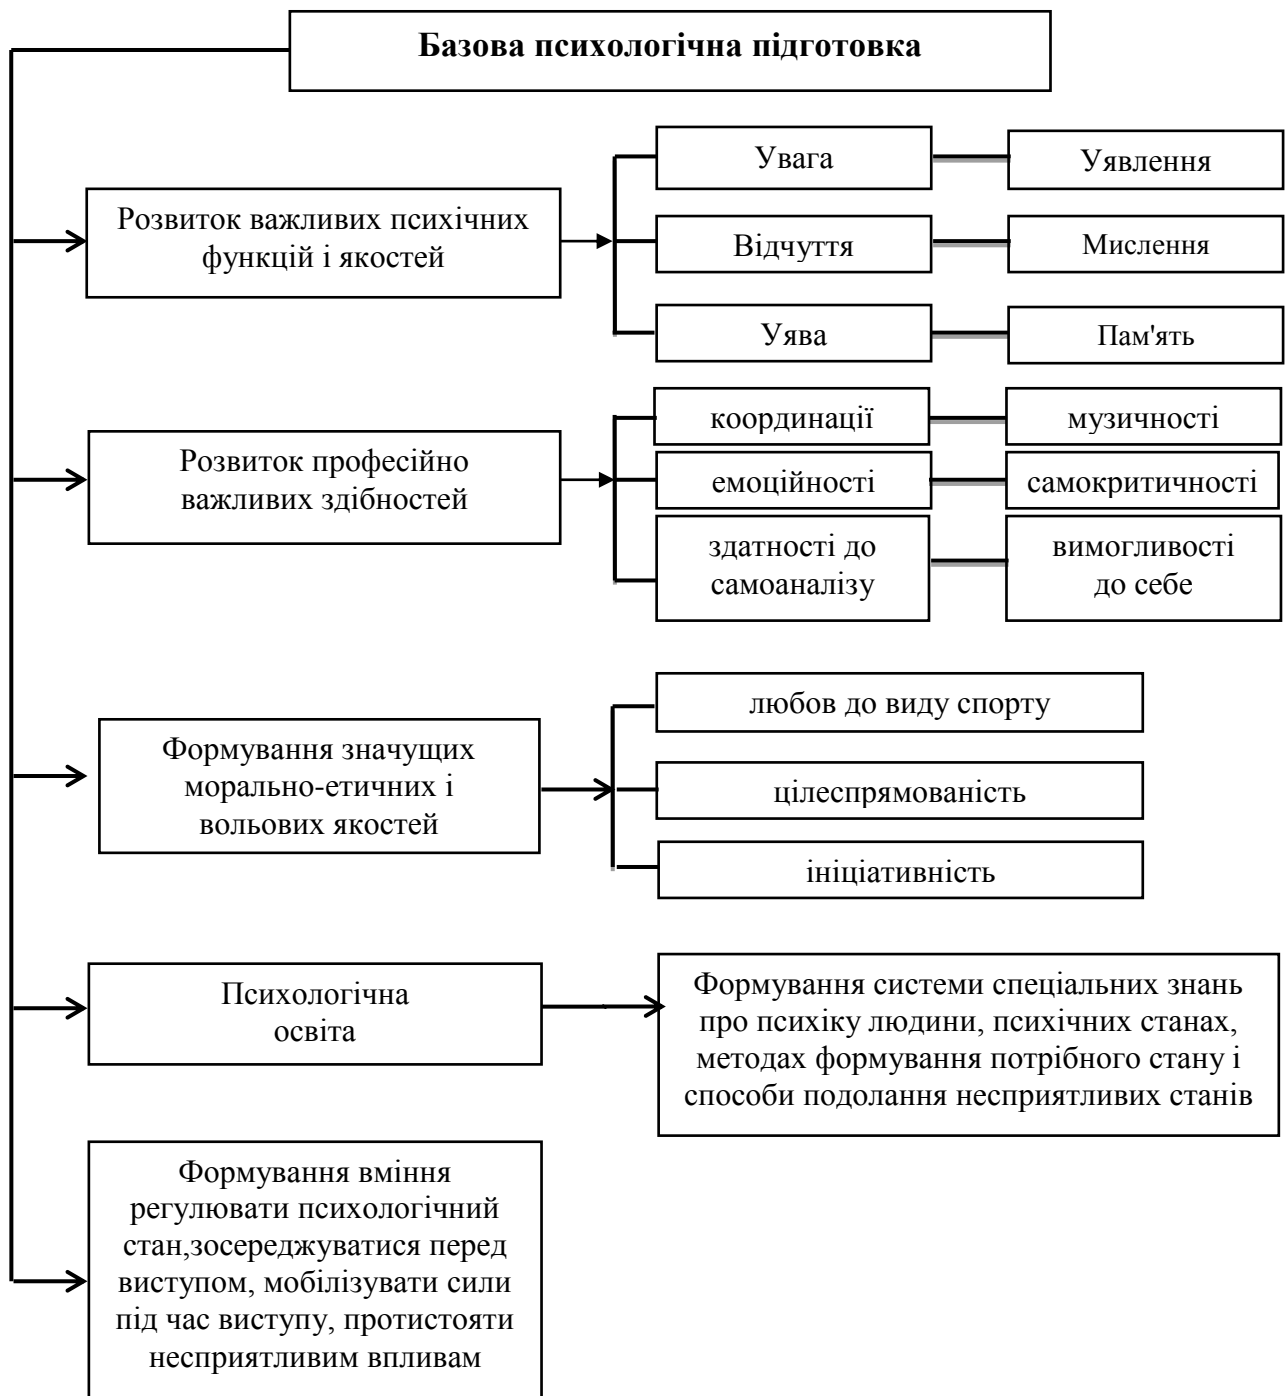 Базова психологічна підготовка
Розвиток важливих психічних
функцій і якостей
Увага
Уявлення
Відчуття
Мислення
Уява
Пам'ять
Розвиток професійно
важливих здібностей
координації
музичності
емоційності
самокритичності
здатності до
самоаналізу
вимогливості
до себе
Формування значущих
морально-етичних і
вольових якостей
любов до виду спорту
цілеспрямованість
ініціативність
Психологічна
освіта
Формування системи спеціальних знань
про психіку людини, психічних станах,
методах формування потрібного стану і
способи подолання несприятливих станів
Формування вміння
регулювати психологічний
стан,зосереджуватися перед
виступом, мобілізувати сили
під час виступу, протистояти
несприятливим впливам